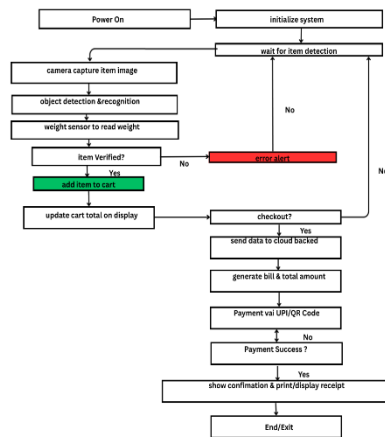 Power On
initialize system
wait for item detection
camera capture item image
object detection &recognition
No
weight sensor to read weight
item Verified?
No
error alert
No
Yes
add item to cart
update cart total on display
checkout?
Yes
send data to cloud backed
generate bill & total amount
Payment vai UPI/QR Code
No
Payment Success ?
Yes
show confimation & print/display receipt
End/Exit